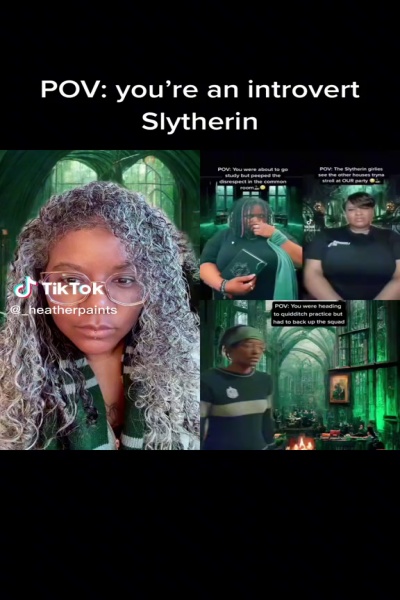 POV: you're an introvert
Slytherin
TikTok
@_heatherpaints
POV: You were about to go
study but peeped the
disrespect in the common
room
POV: The Slytherin girlies
see the other houses tryna
stroll at OUR party
POV: You were heading
to quidditch practice but
had to back up the squad